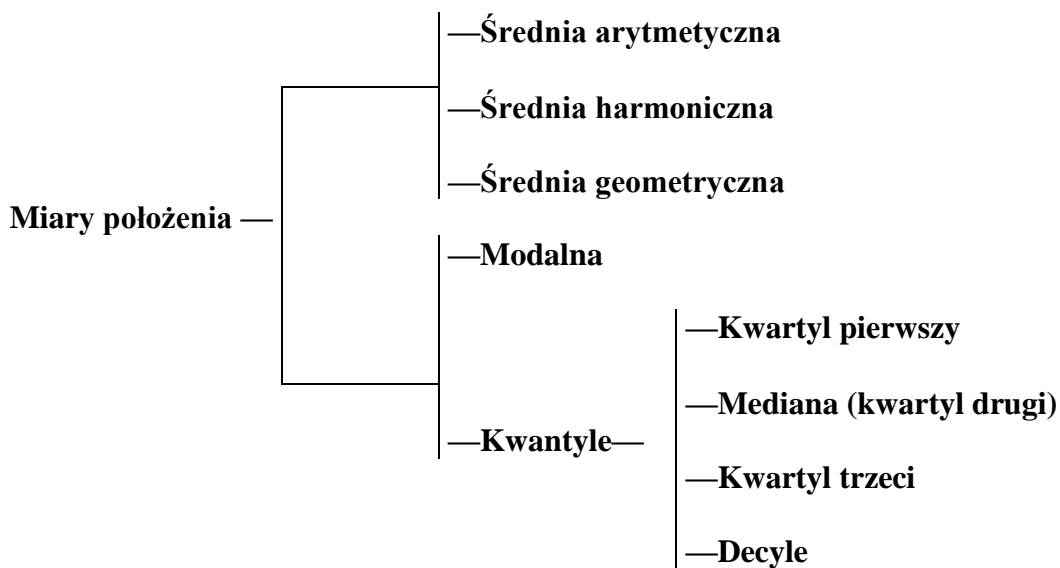 —Średnia arytmetyczna
—Średnia harmoniczna
—Średnia geometryczna
Miary położenia —
—Modalna
—Kwartyl pierwszy
—Mediana (kwartyl drugi)
—Kwantyle—
—Kwartyl trzeci
—Decyle